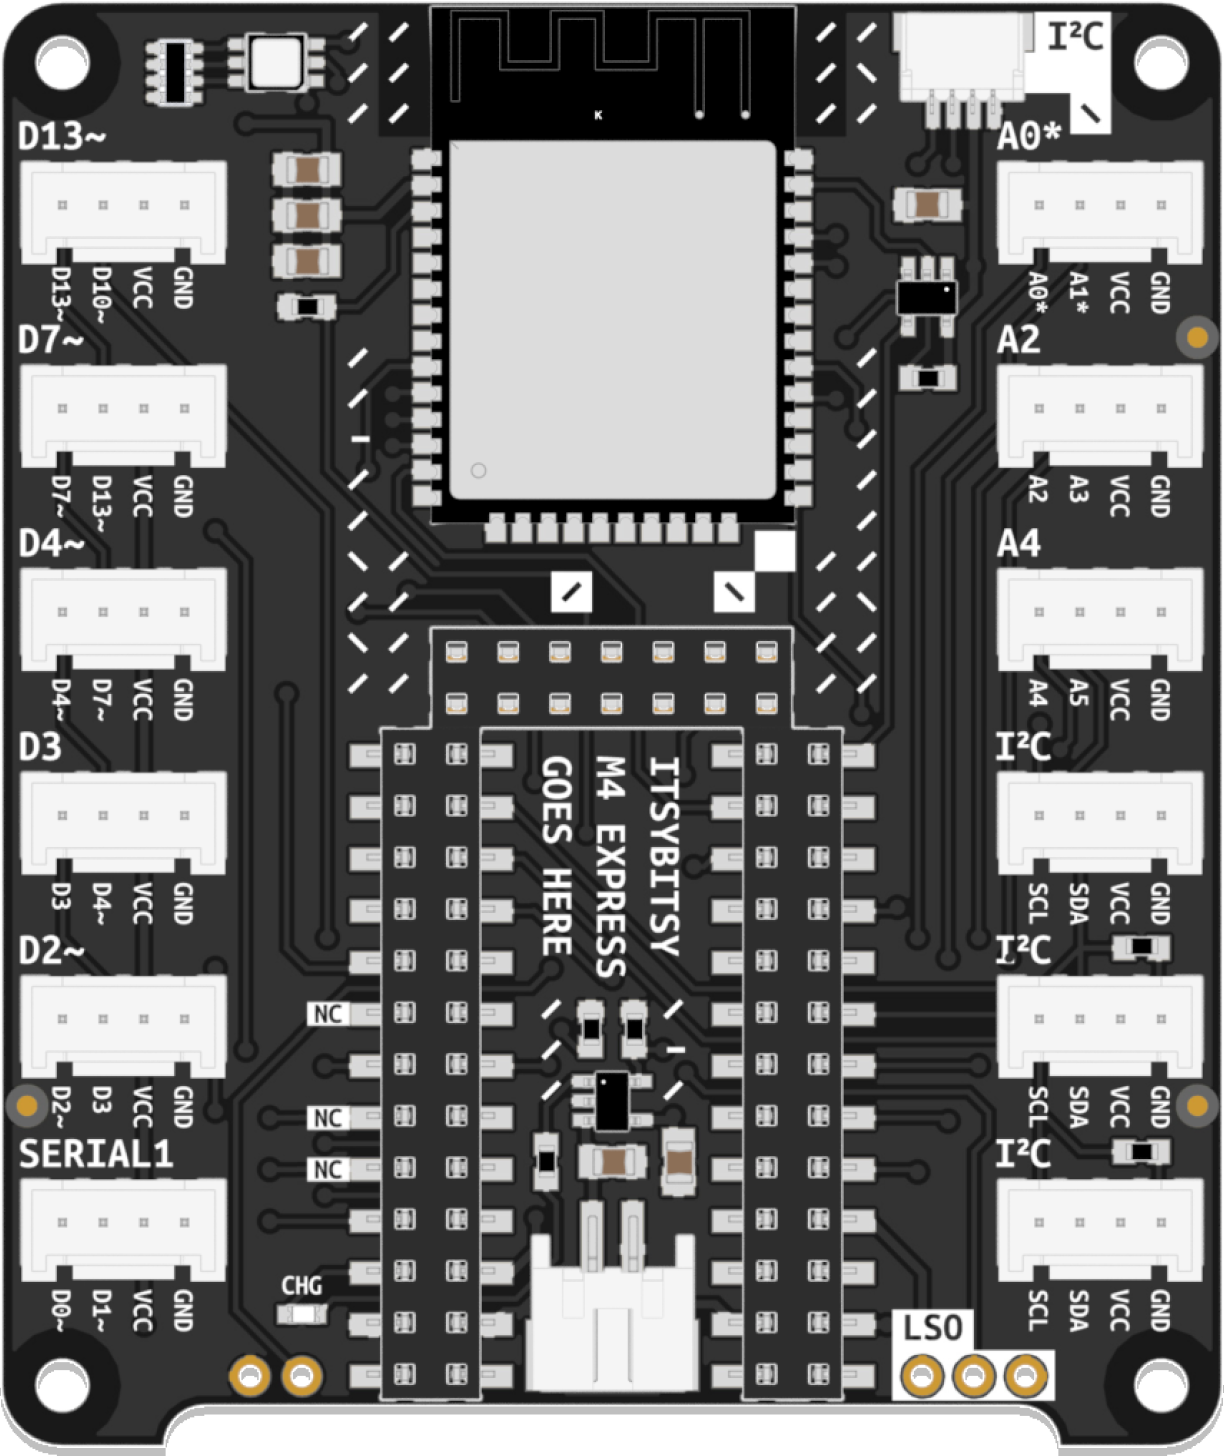 I²C
K
D13~
A0*
D13~ D10~ VCC GND
A0* A1* VCC GND
D7~
A2
D7~ D13~ VCC GND
A2 A3 VCC GND
D4~
A4
D4~ D7~ VCC GND
A4 A5 VCC GND
D3
I²C
ITSYBITSY
M4 EXPRESS
GOES HERE
D3 D4~ VCC GND
SCL SDA VCC GND
D2~
I²C
NC
D2~ D3 VCC GND
SCL SDA VCC GND
NC
SERIAL1
I²C
NC
CHG
D0~ D1~ VCC GND
SCL SDA VCC GND
LS0